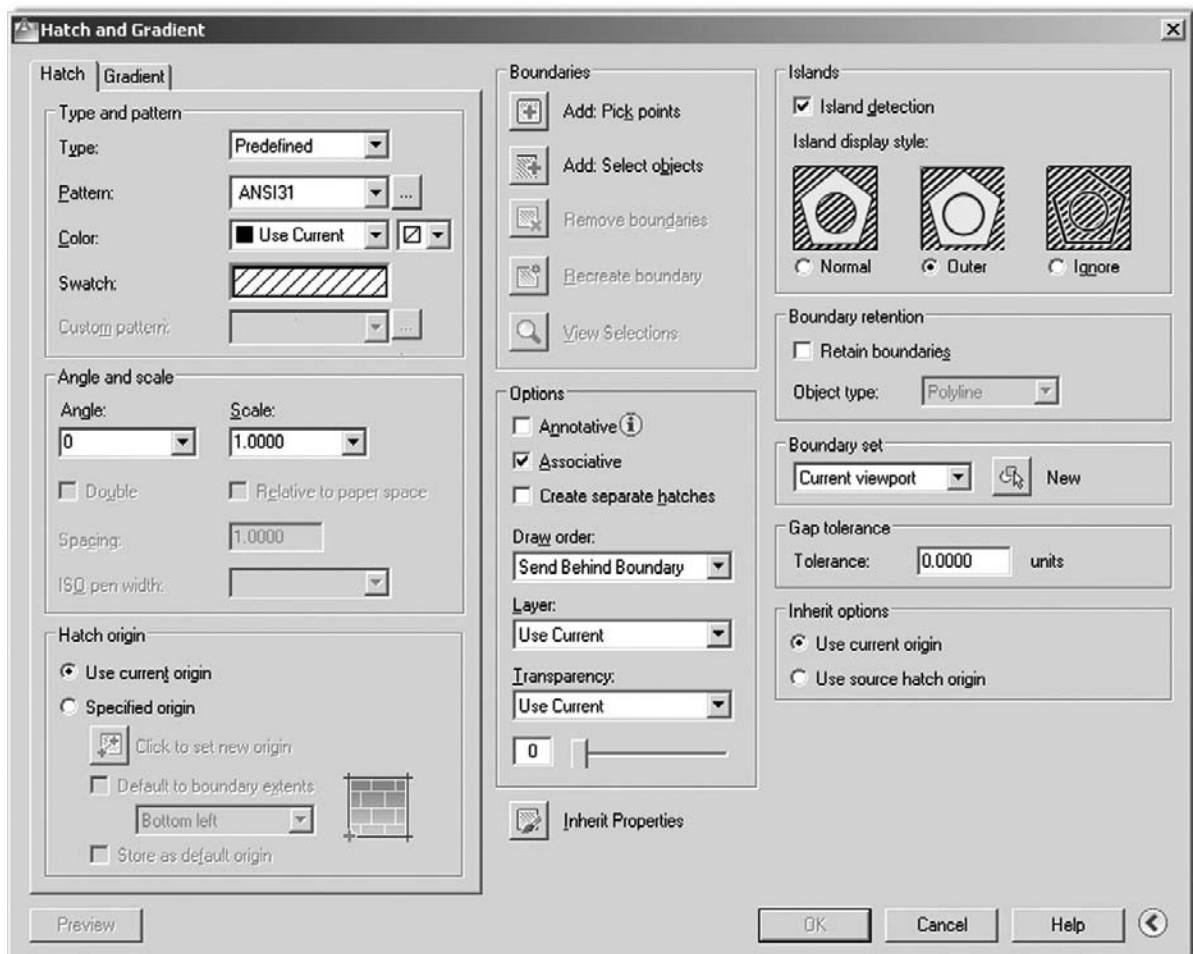 Hatch and Gradient
Hatch
Gradient
Type and pattern
Type:
Predefined
Pattern:
ANSI31
...
Color:
Use Current
Swatch:
Custom pattern:
...
Angle and scale
Angle:
Scale:
0
1.0000
Double
Relative to paper space
Spacing:
1.0000
ISO pen width:
Hatch origin
Use current origin
Specified origin
Click to set new origin
Default to boundary extents
Bottom left
Store as default origin
Preview
Boundaries
Add: Pick points
Add: Select objects
Remove boundaries
Recreate boundary
View Selections
Options
Annotative
Associative
Create separate hatches
Draw order:
Send Behind Boundary
Layer:
Use Current
Transparency:
Use Current
0
Inherit Properties
Islands
Island detection
Island display style:
Normal
Outer
Ignore
Boundary retention
Retain boundaries
Object type:
Polyline
Boundary set
Current viewport
New
Gap tolerance
Tolerance:
0.0000
units
Inherit options
Use current origin
Use source hatch origin
OK
Cancel
Help